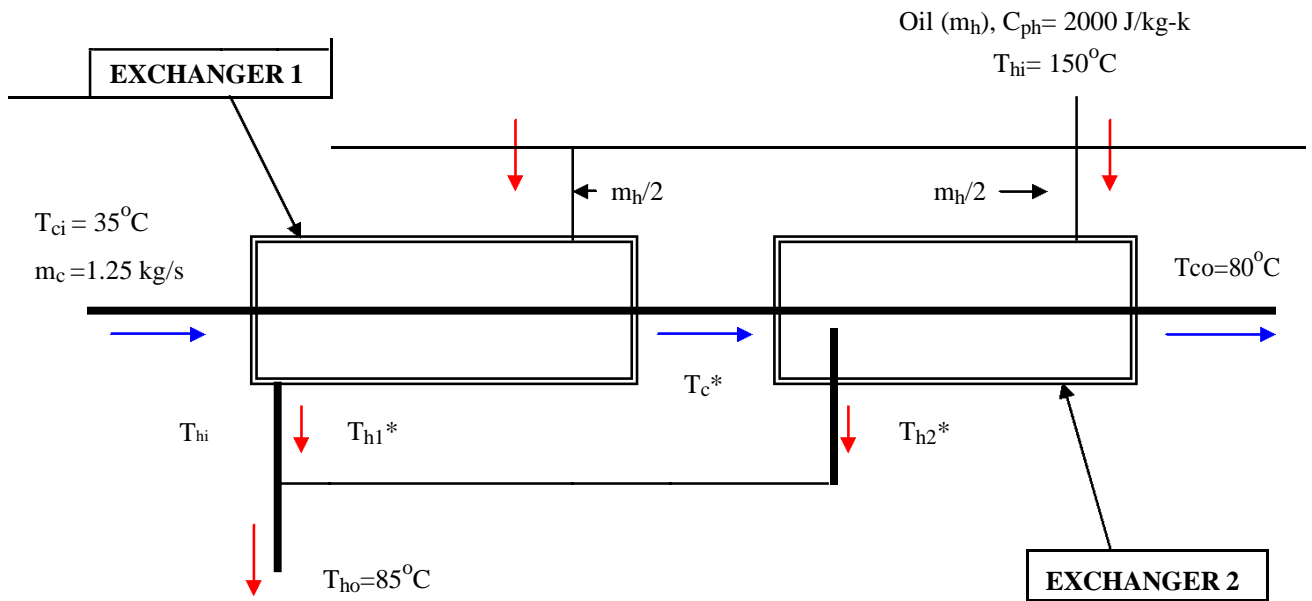 Oil (mh), Cph= 2000 J/kg-k
Thi= 150oC
EXCHANGER 1
mh/2
mh/2
Tci = 35oC
mc =1.25 kg/s
Tco=80oC
Tc*
Thi
Th1*
Th2*
Tho=85oC
EXCHANGER 2